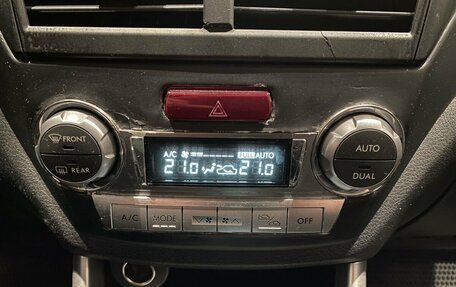 FRONT
REAR
A/C FULL AUTO
21.0 21.0
AUTO
DUAL
A/C MODE OFF